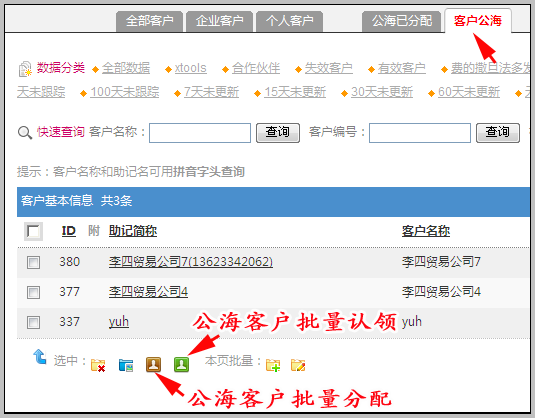 全部客户 企业客户 个人客户 公海已分配 客户公海
数据分类 全部数据 xtools 合作伙伴 失效客户 有效客户 费的撒旦法多发
天未跟踪 100天未跟踪 7天未更新 15天未更新 30天未更新 60天未更新
快速查询 客户名称： 查询 客户编号： 查询
提示：客户名称和助记名可用拼音字头查询
客户基本信息 共3条
ID 附 助记简称 客户名称
380 李四贸易公司7(13623342062) 李四贸易公司7
377 李四贸易公司4 李四贸易公司4
337 yuh yuh
公海客户批量认领
选中： 本页批量：
公海客户批量分配